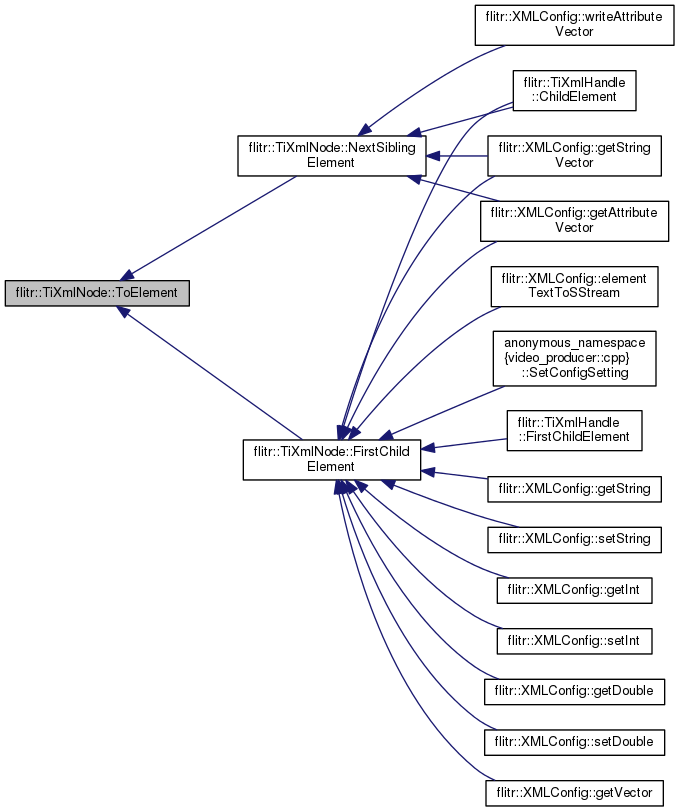 flitr::XMLConfig::writeAttribute
Vector
flitr::TiXmlHandle
::ChildElement
flitr::TiXmlNode::NextSibling
Element
flitr::XMLConfig::getString
Vector
flitr::XMLConfig::getAttribute
Vector
flitr::XMLConfig::element
TextToSStream
flitr::TiXmlNode::ToElement
anonymous_namespace
{video_producer::cpp}
::SetConfigSetting
flitr::TiXmlHandle
::FirstChildElement
flitr::TiXmlNode::FirstChild
Element
flitr::XMLConfig::getString
flitr::XMLConfig::setString
flitr::XMLConfig::getInt
flitr::XMLConfig::setInt
flitr::XMLConfig::getDouble
flitr::XMLConfig::setDouble
flitr::XMLConfig::getVector